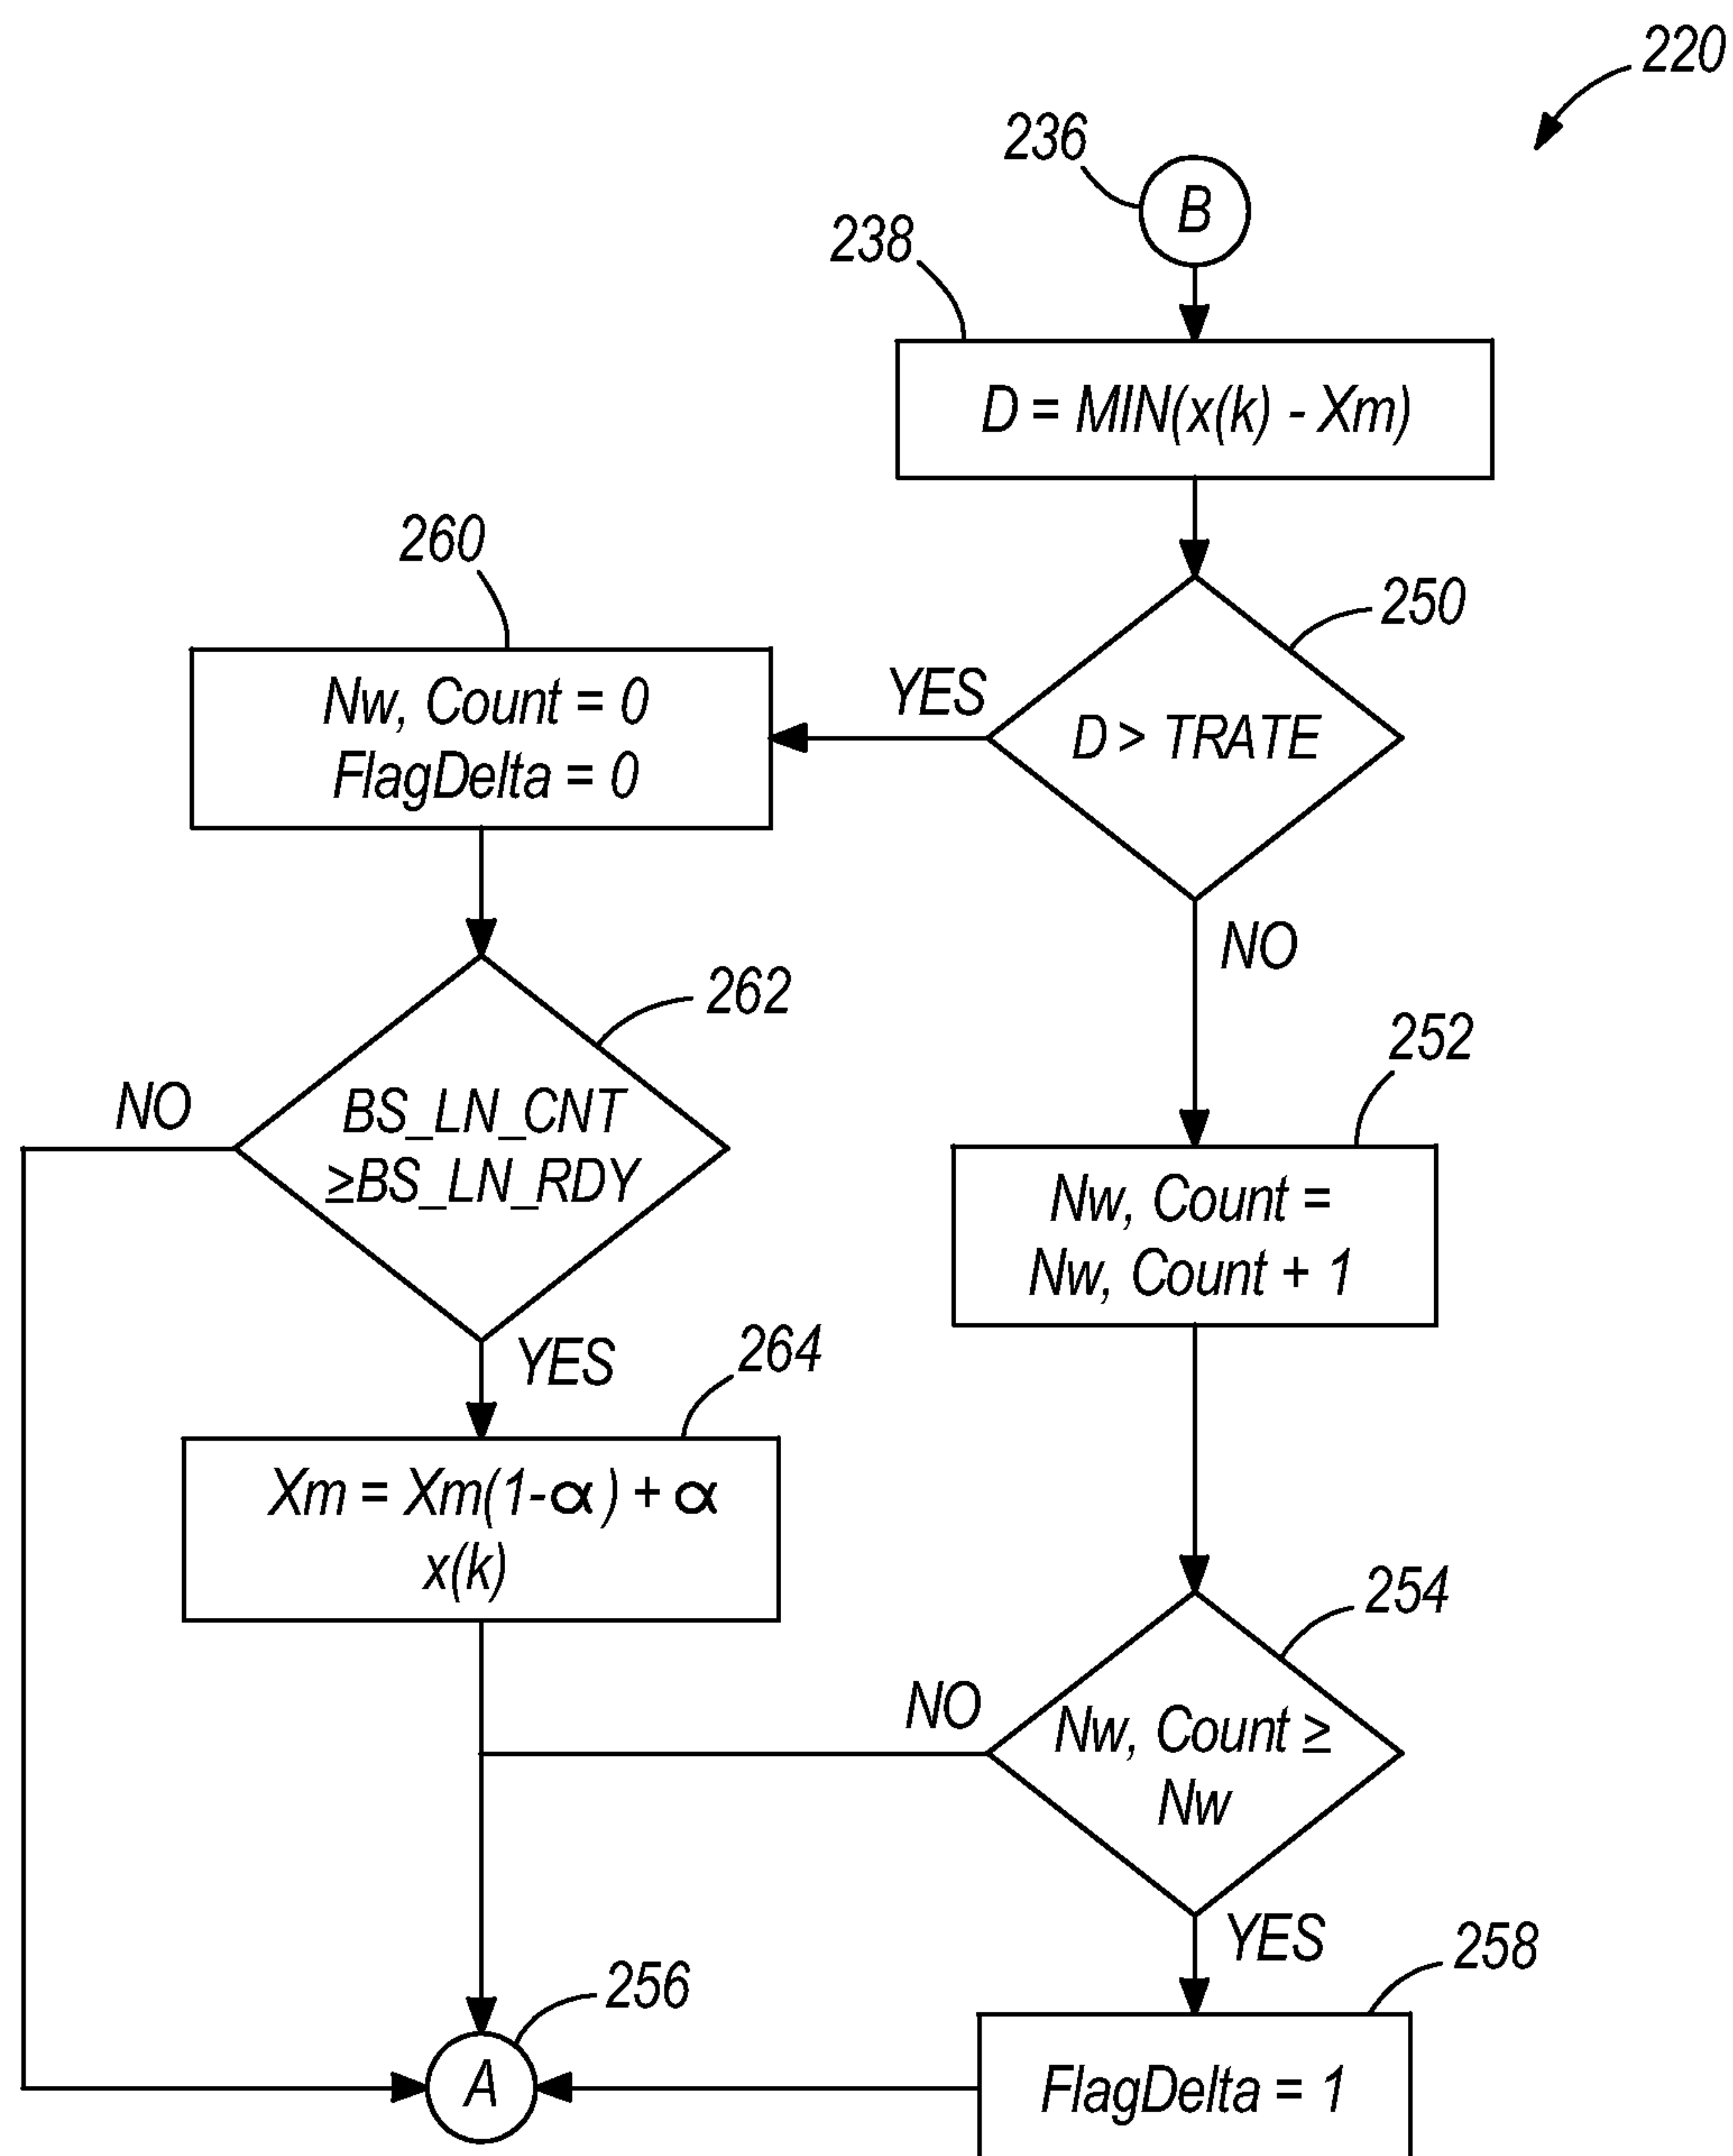 220
236
B
238
D = MIN(x(k) - Xm)
260
250
Nw, Count = 0
FlagDelta = 0
YES
D > TRATE
NO
262
252
NO
BS_LN_CNT
≥BS_LN_RDY
Nw, Count =
Nw, Count + 1
YES
264
Xm = Xm(1-α) + α
x(k)
254
NO
Nw, Count ≥
Nw
YES
258
256
A
FlagDelta = 1